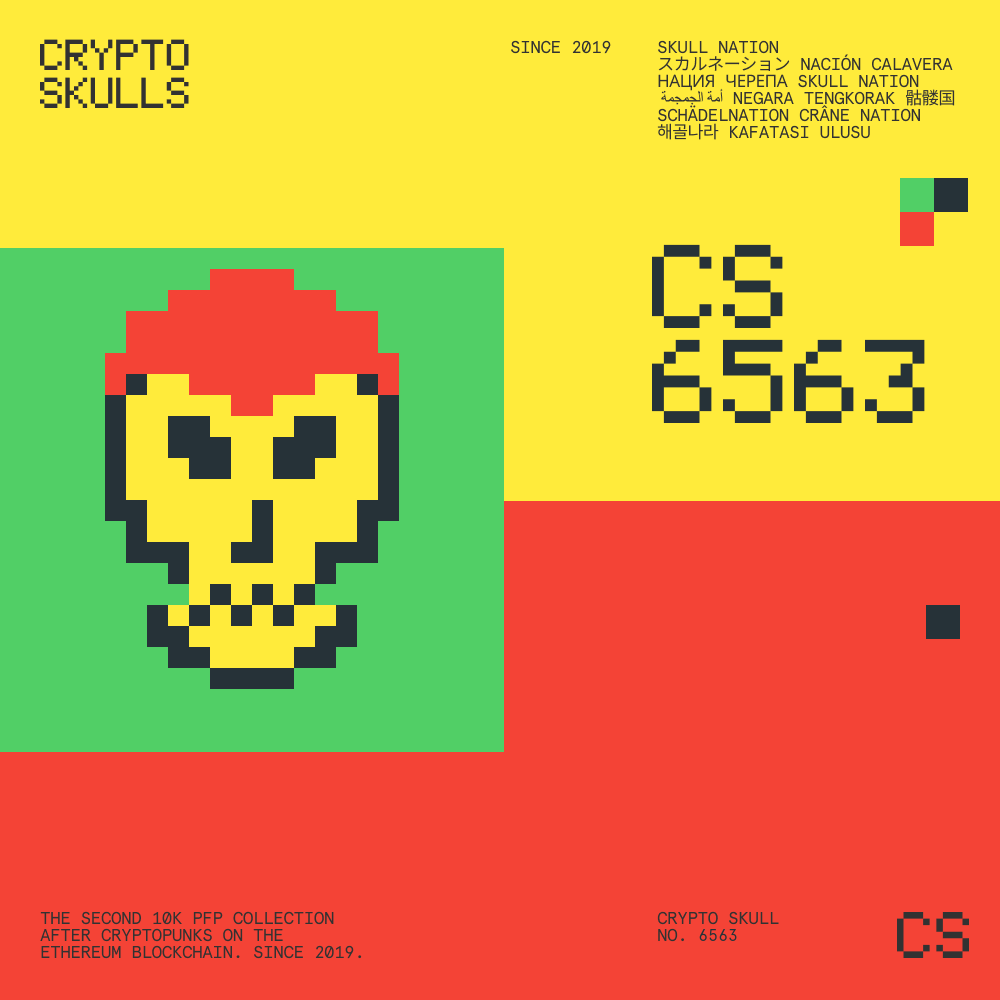 CRYPTO
SKULLS
SINCE 2019
SKULL NATION
スカルネーション NACIÓN CALAVERA
НАЦИЯ ЧЕРЕПА SKULL NATION
أمة الجمجمة NEGARA TENGKORAK 骷髅国
SCHÄDELNATION CRÂNE NATION
해골나라 KAFATASI ULUSU
CS
6563
THE SECOND 10K PFP COLLECTION
AFTER CRYPTOPUNKS ON THE
ETHEREUM BLOCKCHAIN. SINCE 2019.
CRYPTO SKULL
NO. 6563
CS